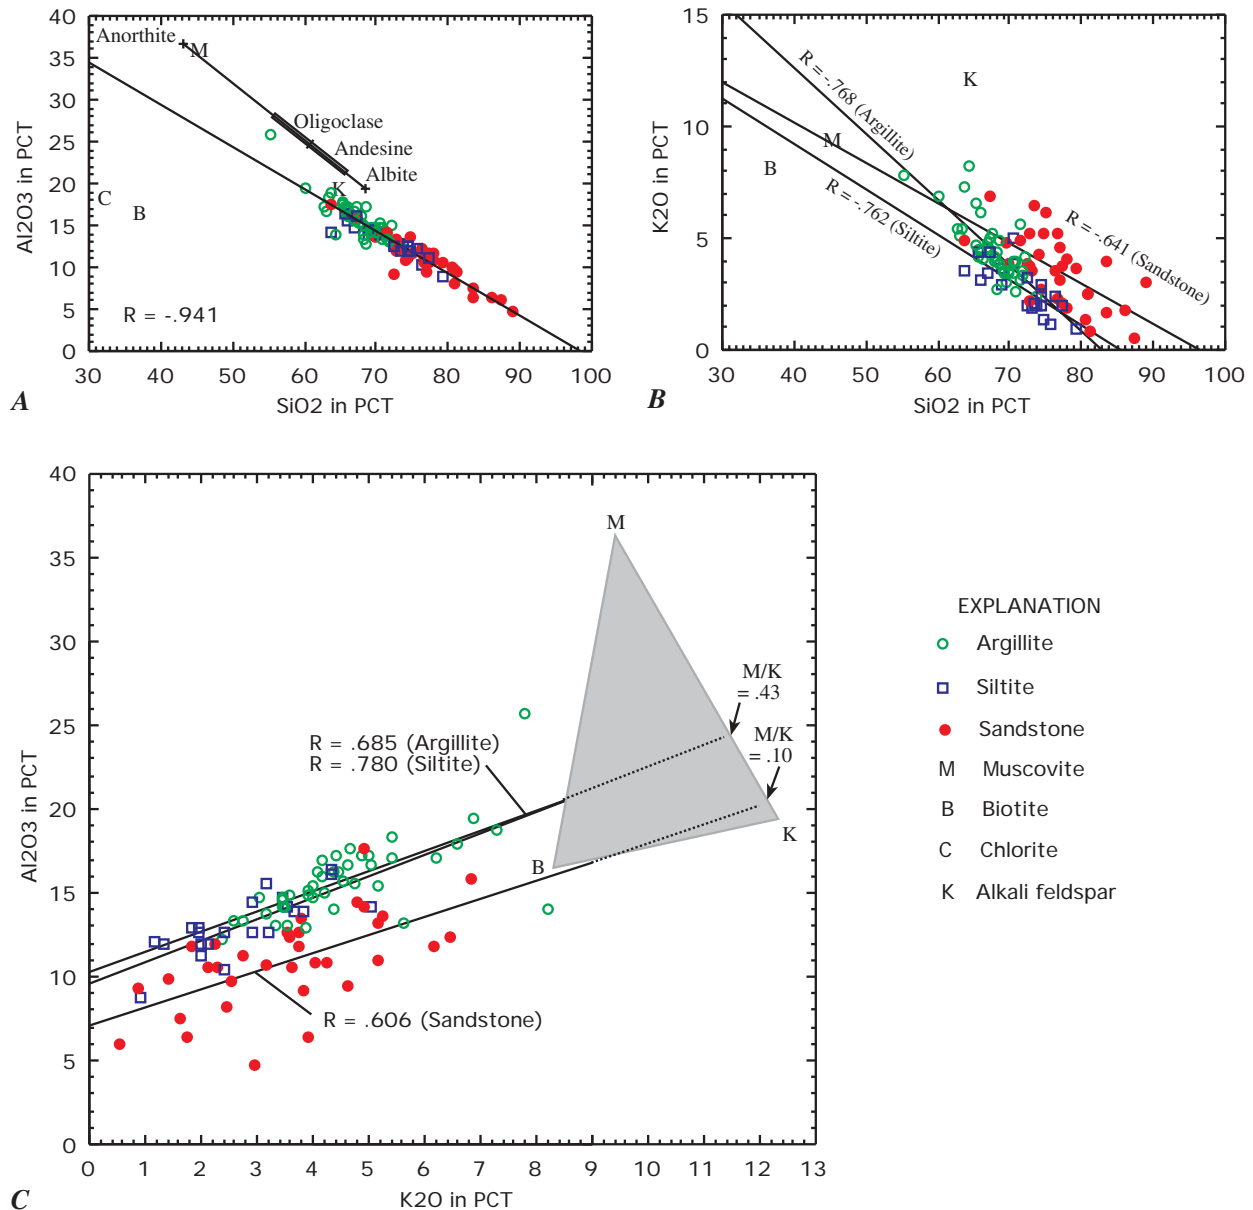 40
35
30
25
20
15
10
5
0
Al2O3 in PCT
Anorthite
M
Oligoclase
Andesine
Albite
K
C
B
R = -.941
30
40
50
60
70
80
90
100
SiO2 in PCT
A
15
10
5
0
K2O in PCT
K
R = -.768 (Argillite)
M
B
R = -.762 (Siltite)
R = -.641 (Sandstone)
30
40
50
60
70
80
90
100
SiO2 in PCT
B
40
35
30
25
20
15
10
5
0
Al2O3 in PCT
M
M/K
= .43
M/K
= .10
R = .685 (Argillite)
R = .780 (Siltite)
B
K
R = .606 (Sandstone)
0
1
2
3
4
5
6
7
8
9
10
11
12
13
K2O in PCT
C
EXPLANATION
Argillite
Siltite
Sandstone
M Muscovite
B Biotite
C Chlorite
K Alkali feldspar